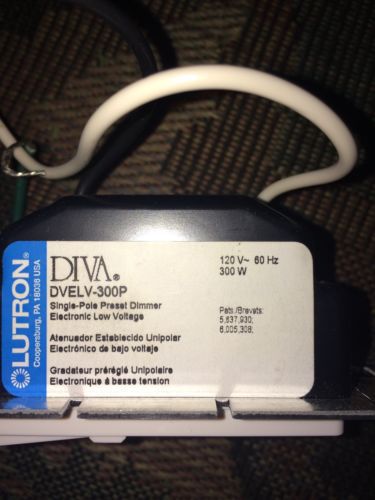 LUTRON®
Coopersburg, PA 18036 USA
DIVA®
DVELV-300P
Single-Pole Preset Dimmer
Electronic Low Voltage
Atenuador Establecido Unipolar
Electrónico de bajo voltaje
Gradateur préréglé Unipolaire
Electronique à basse tension
120 V~ 60 Hz
300 W
Pats./Brevets:
5,637,930;
6,005,308;